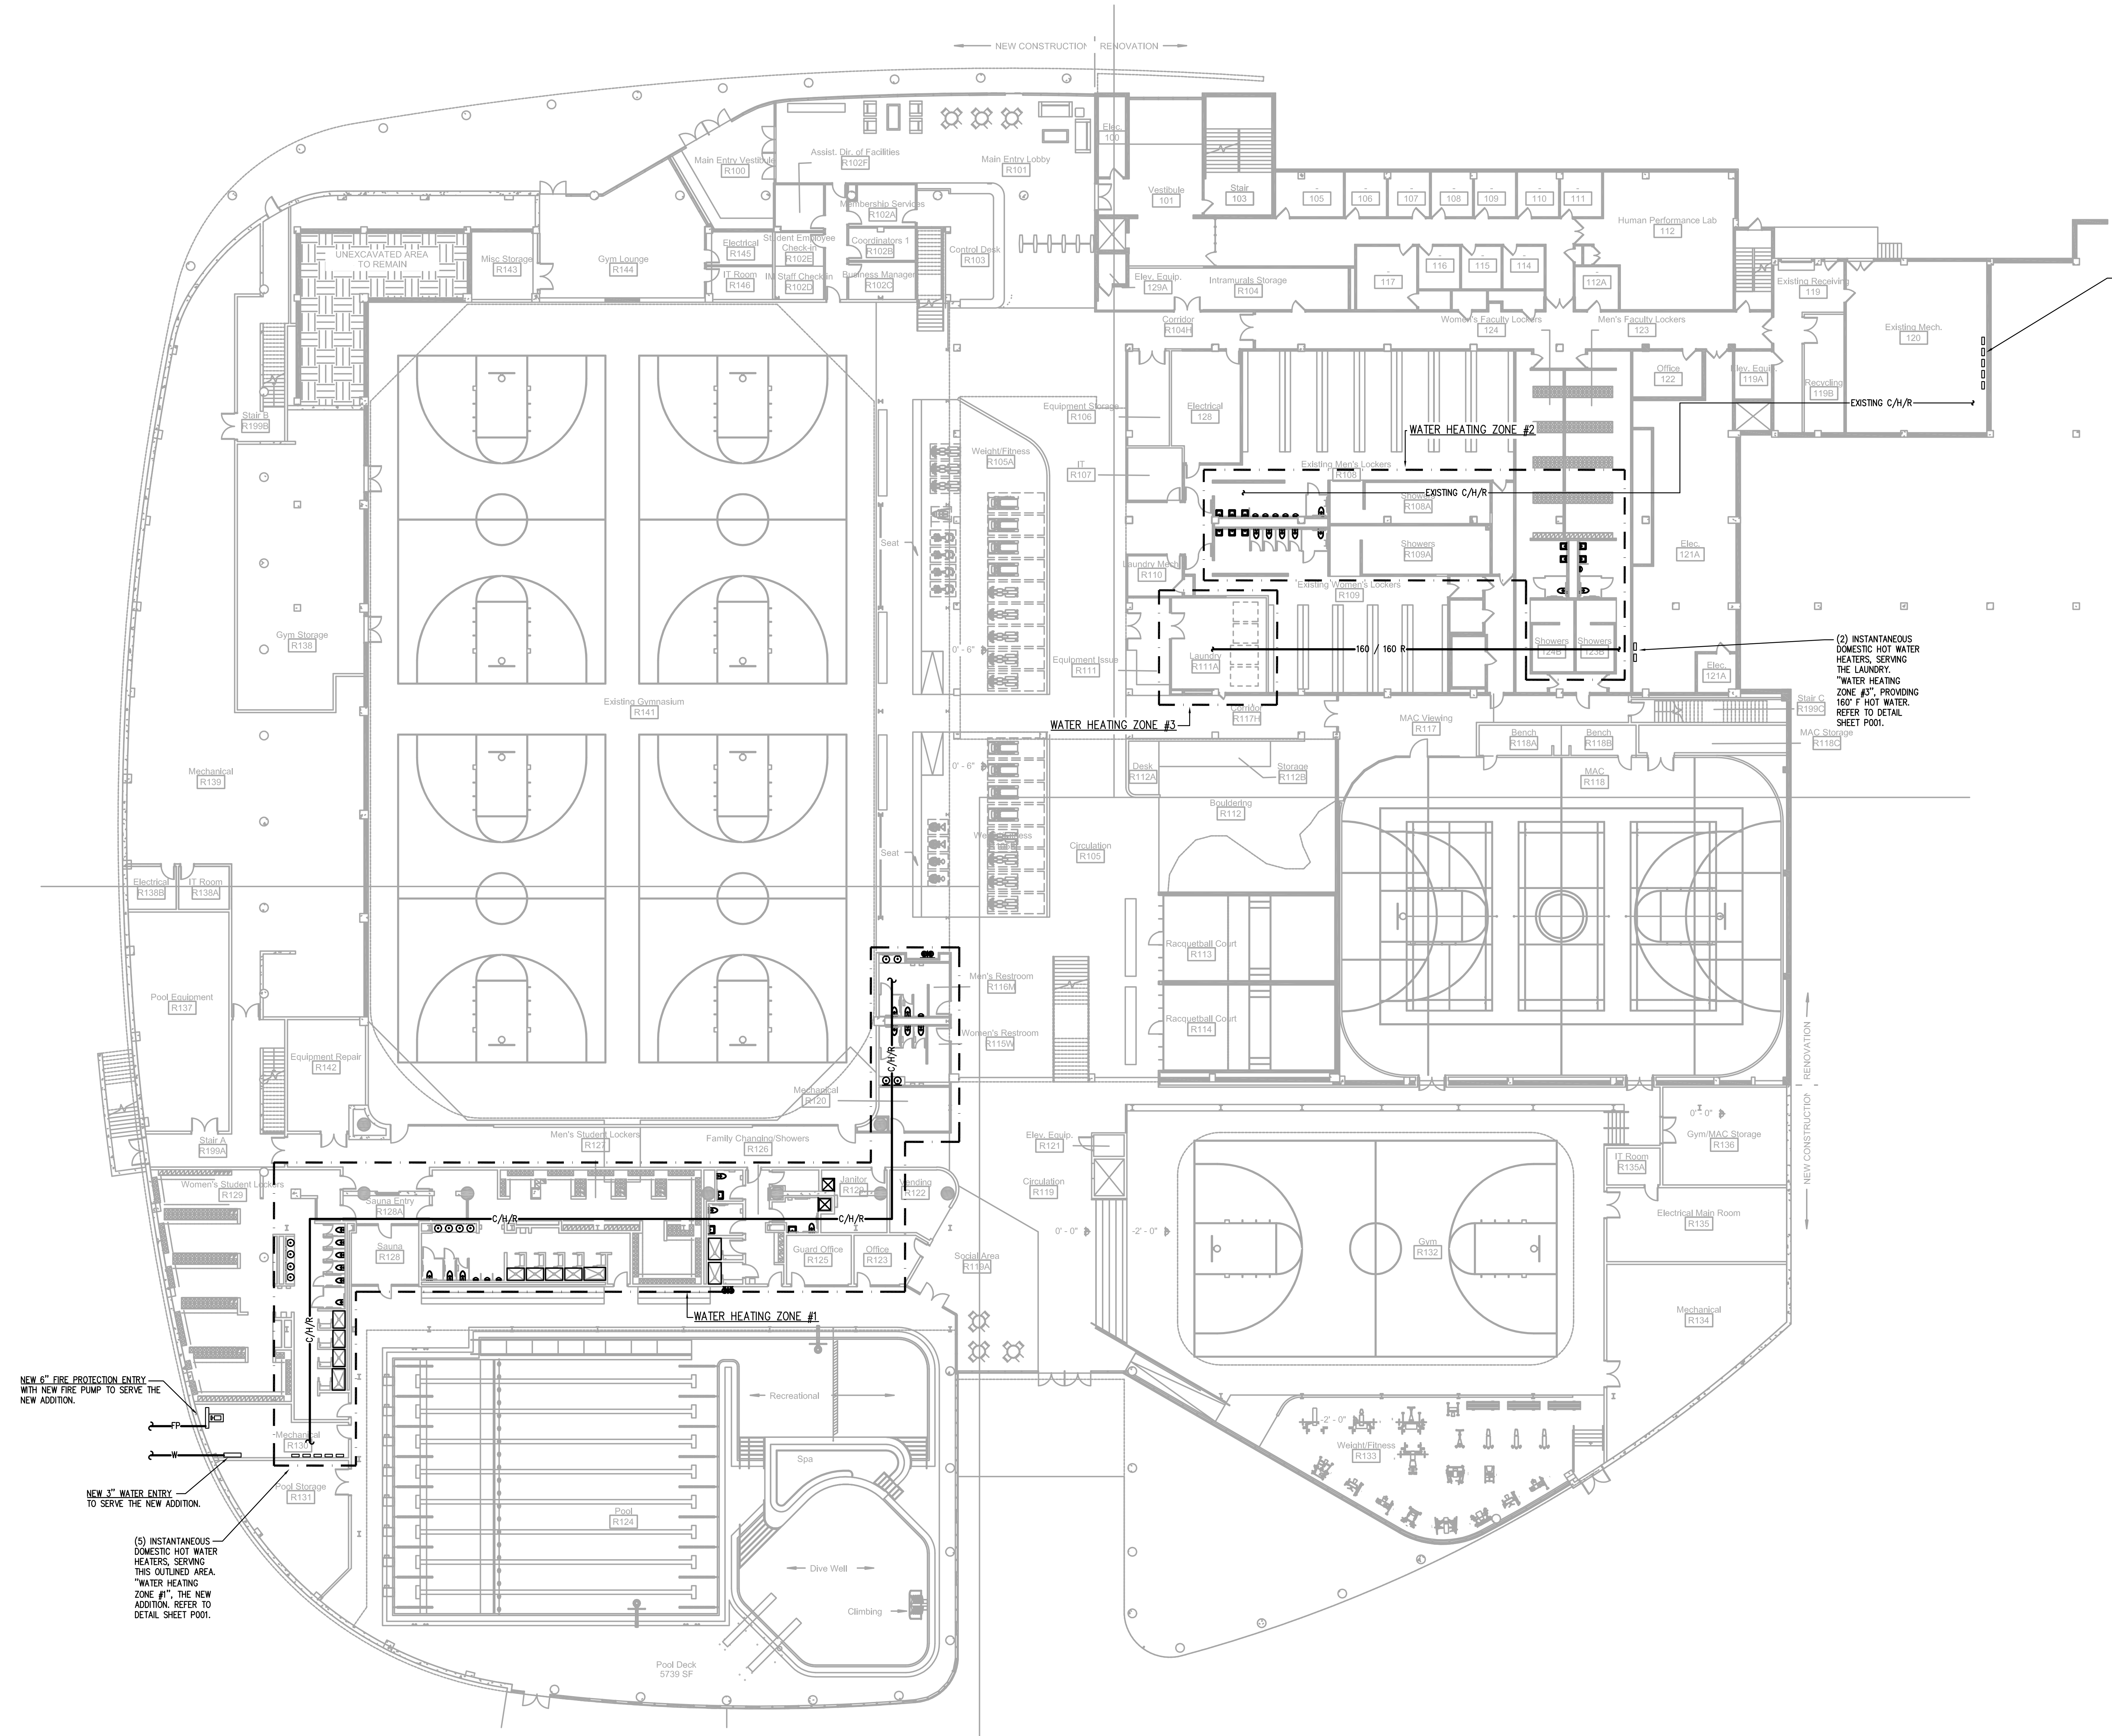 NEW CONSTRUCTION
RENOVATION
Elec.
100
Assist. Dir. of Facilities
R102F
Main Entry Lobby
R101
Main Entry Vestibule
R100
Vestibule
101
Stair
103
-
105
-
106
-
107
-
108
-
109
-
110
-
111
Human Performance Lab
112
Membership Services
R102A
UNEXCAVATED AREA
TO REMAIN
Misc Storage
R143
Gym Lounge
R144
Electrical
R145
Student Employee
Check-in
R102E
Coordinators 1
R102B
Control Desk
R103
IT Room
R146
IM Staff Check-in
R102D
Business Manager
R102C
Elev. Equip.
129A
Intramurals Storage
R104
-
117
-
116
-
115
-
114
-
112A
Existing Receiving
119
Corridor
R104H
Women's Faculty Lockers
124
Men's Faculty Lockers
123
Existing Mech.
120
Office
122
Elev. Equip.
119A
Recycling
119B
EXISTING C/H/R
Stair B
R199B
Equipment Storage
R106
Electrical
128
WATER HEATING ZONE #2
Weight/Fitness
R105A
IT
R107
Existing Men's Lockers
R108
EXISTING C/H/R
Showers
R108A
Seat
Showers
R109A
Elec.
121A
Laundry Mech.
R110
Existing Women's Lockers
R109
Gym Storage
R138
0' - 6"
Equipment Issue
R111
Laundry
R111A
160 / 160 R
Showers
124B
Showers
123B
Elec.
121A
(2) INSTANTANEOUS
DOMESTIC HOT WATER
HEATERS, SERVING
THE LAUNDRY.
"WATER HEATING
ZONE #3", PROVIDING
160° F HOT WATER.
REFER TO DETAIL
SHEET P001.
Existing Gymnasium
R141
Corridor
R117H
WATER HEATING ZONE #3
MAC Viewing
R117
Stair C
R199C
Bench
R118A
Bench
R118B
MAC Storage
R118C
Mechanical
R139
0' - 6"
Desk
R112A
Storage
R112B
MAC
R118
Bouldering
R112
Seat
Circulation
R105
Electrical
R138B
IT Room
R138A
Racquetball Court
R113
Men's Restroom
R116M
Pool Equipment
R137
Racquetball Court
R114
Women's Restroom
R115W
C/H/R
Equipment Repair
R142
Mechanical
R120
RENOVATION
NEW CONSTRUCTION
0' - 0"
Gym/MAC Storage
R136
Stair A
R199A
Men's Student Lockers
R127
Family Changing/Showers
R126
Elev. Equip.
R121
IT Room
R135A
Women's Student Lockers
R129
Sauna Entry
R128A
Janitor
Vending
R122
Circulation
R119
C/H/R
C/H/R
0' - 0"
-2' - 0"
Electrical Main Room
R135
Sauna
R128
Guard Office
R125
Office
R123
Social Area
R119A
Gym
R132
WATER HEATING ZONE #1
C/H/R
Mechanical
R134
NEW 6" FIRE PROTECTION ENTRY
WITH NEW FIRE PUMP TO SERVE THE
NEW ADDITION.
FP
Recreational
-2' - 0"
Mechanical
R130
Weight/Fitness
R133
W
Spa
NEW 3" WATER ENTRY
TO SERVE THE NEW ADDITION.
Pool Storage
R131
Pool
R124
(5) INSTANTANEOUS
DOMESTIC HOT WATER
HEATERS, SERVING
THIS OUTLINED AREA.
"WATER HEATING
ZONE #1", THE NEW
ADDITION. REFER TO
DETAIL SHEET P001.
Dive Well
Climbing
Pool Deck
5739 SF